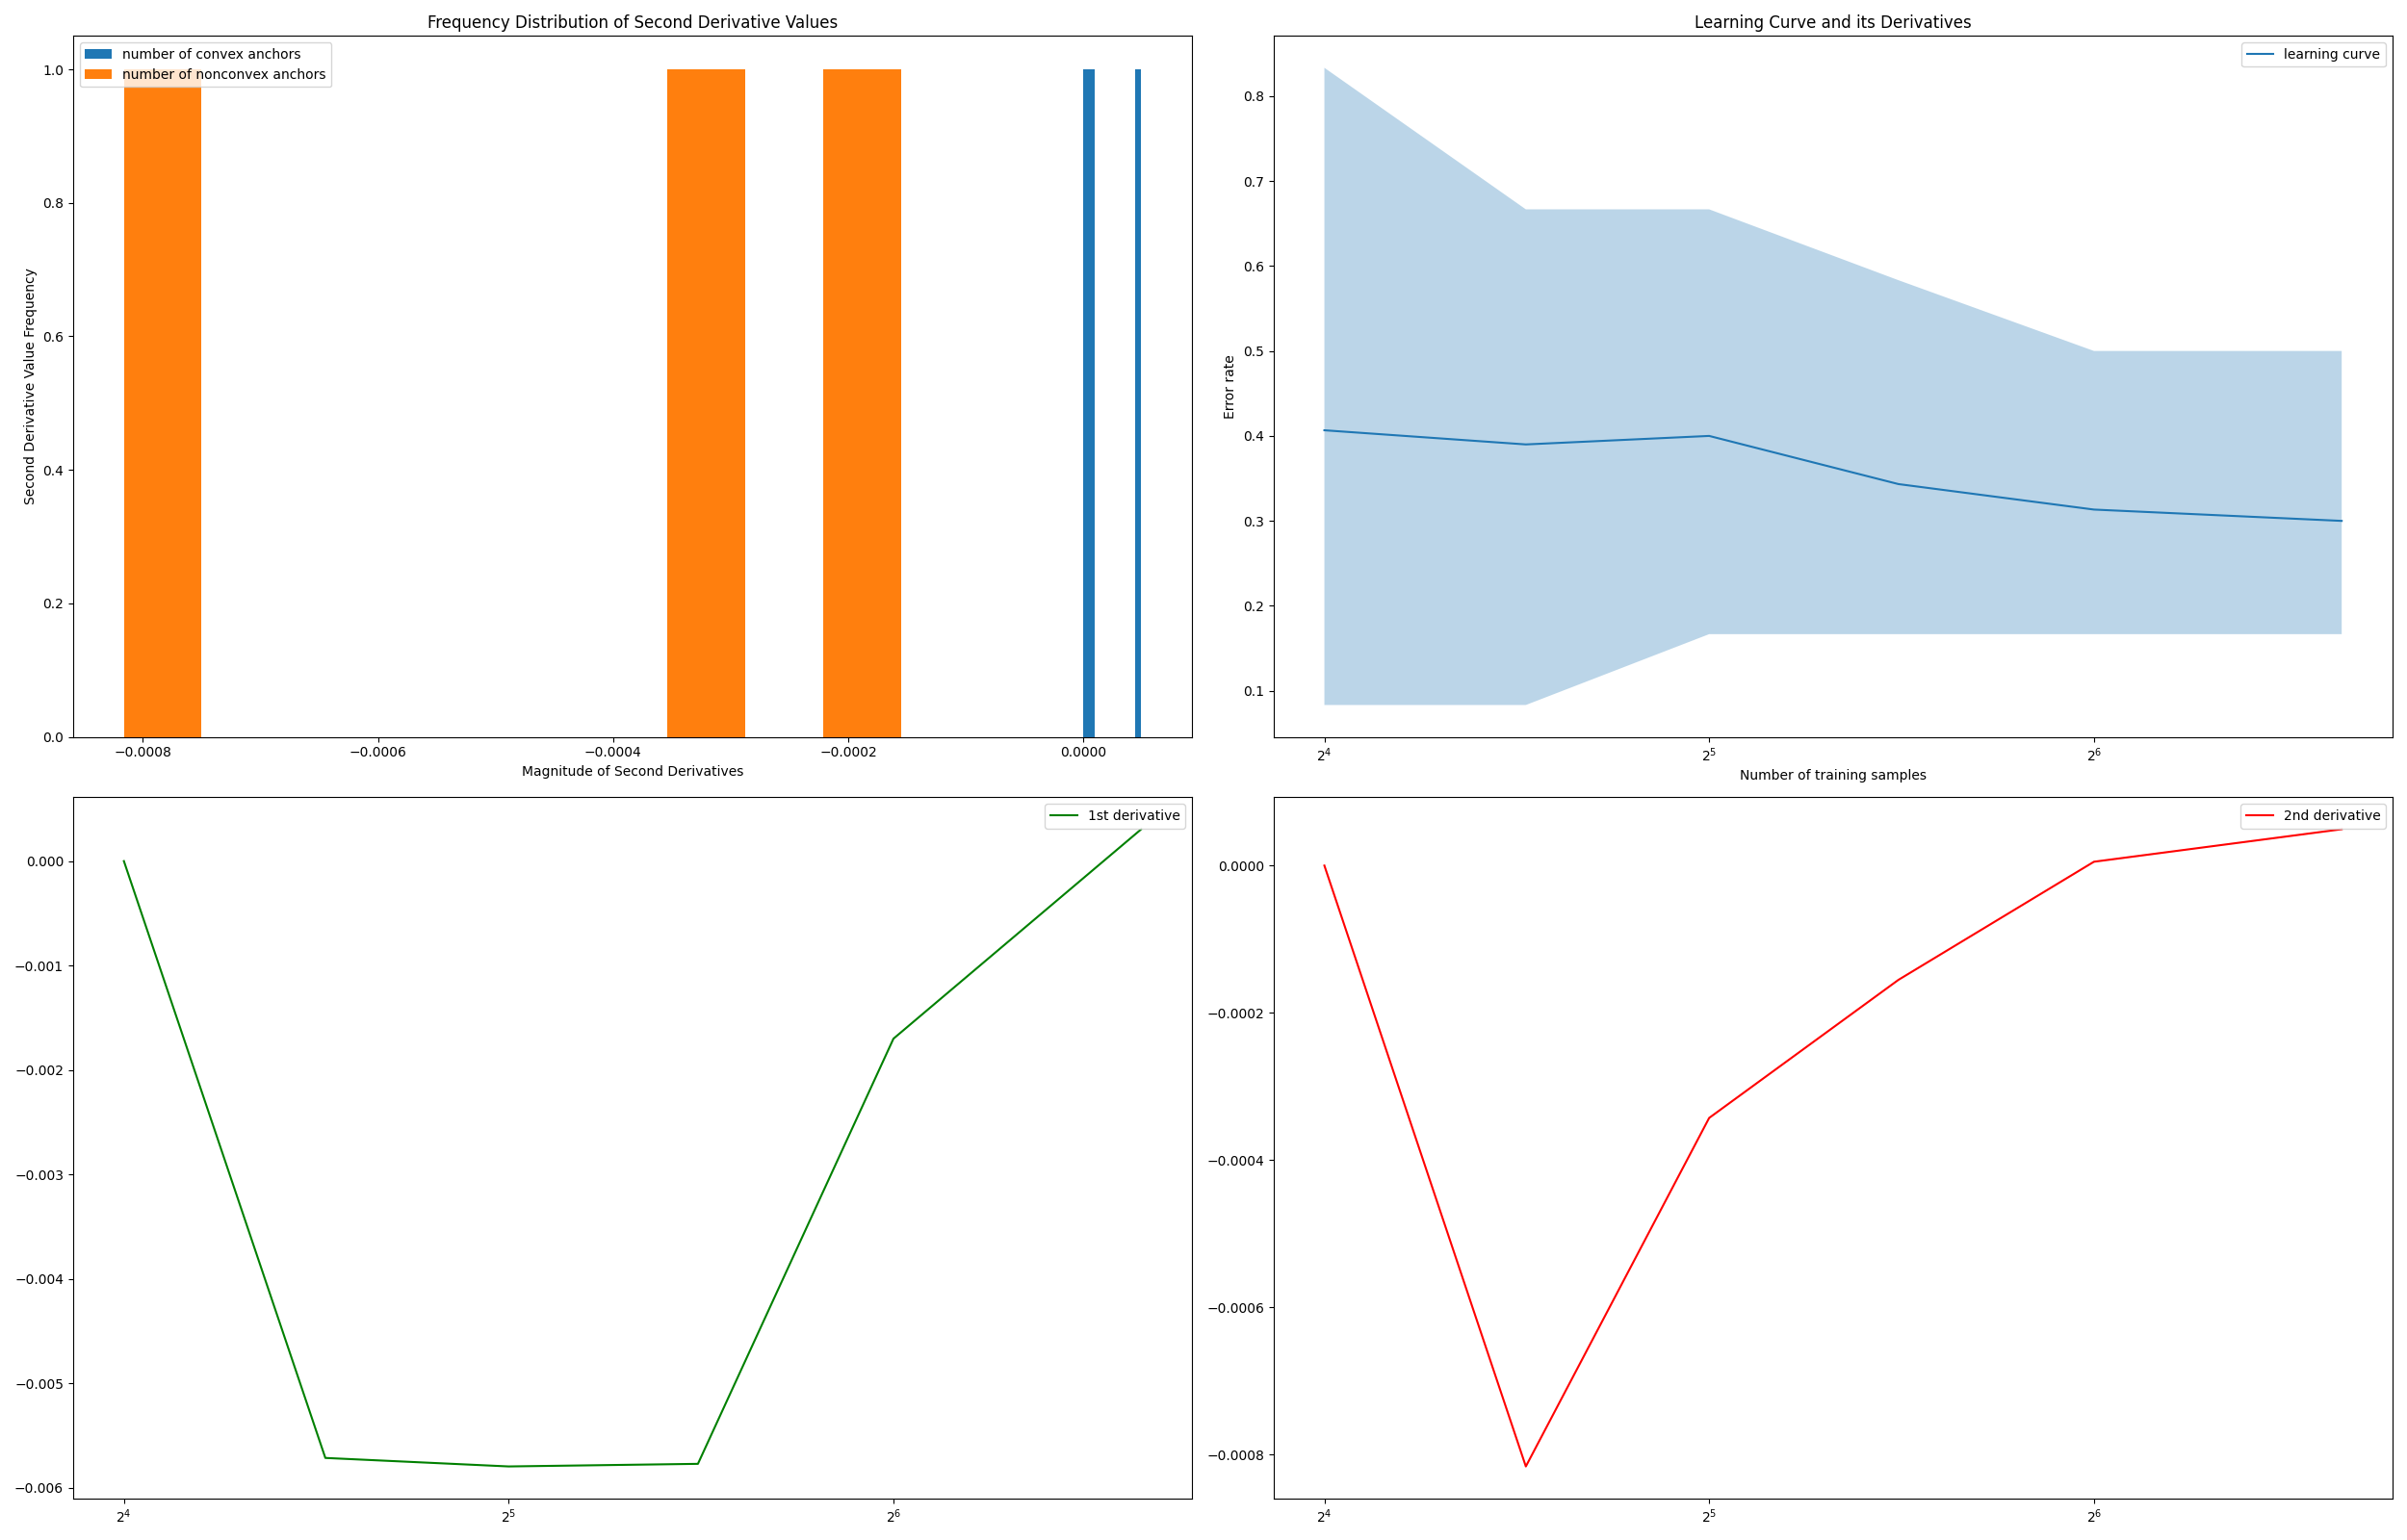 Frequency Distribution of Second Derivative Values
number of convex anchors
number of nonconvex anchors
Second Derivative Value Frequency
1.0
0.8
0.6
0.4
0.2
0.0
−0.0008 −0.0006 −0.0004 −0.0002 0.0000
Magnitude of Second Derivatives
Learning Curve and its Derivatives
learning curve
Error rate
0.8
0.7
0.6
0.5
0.4
0.3
0.2
0.1
2⁴ 2⁵ 2⁶
Number of training samples
1st derivative
0.000
−0.001
−0.002
−0.003
−0.004
−0.005
−0.006
2⁴ 2⁵ 2⁶
2nd derivative
0.0000
−0.0002
−0.0004
−0.0006
−0.0008
2⁴ 2⁵ 2⁶